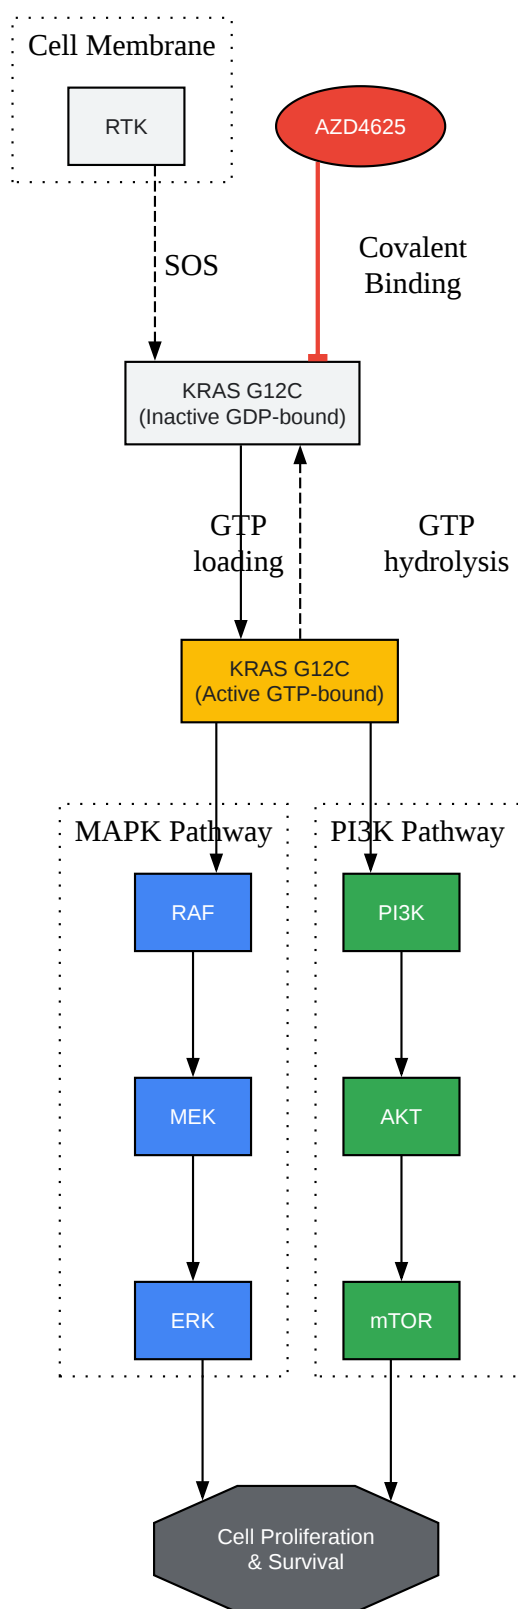 Cell Membrane
RTK
AZD4625
SOS
Covalent
Binding
KRAS G12C
(Inactive GDP-bound)
GTP
loading
GTP
hydrolysis
KRAS G12C
(Active GTP-bound)
MAPK Pathway
PI3K Pathway
RAF
PI3K
MEK
AKT
ERK
mTOR
Cell Proliferation
& Survival